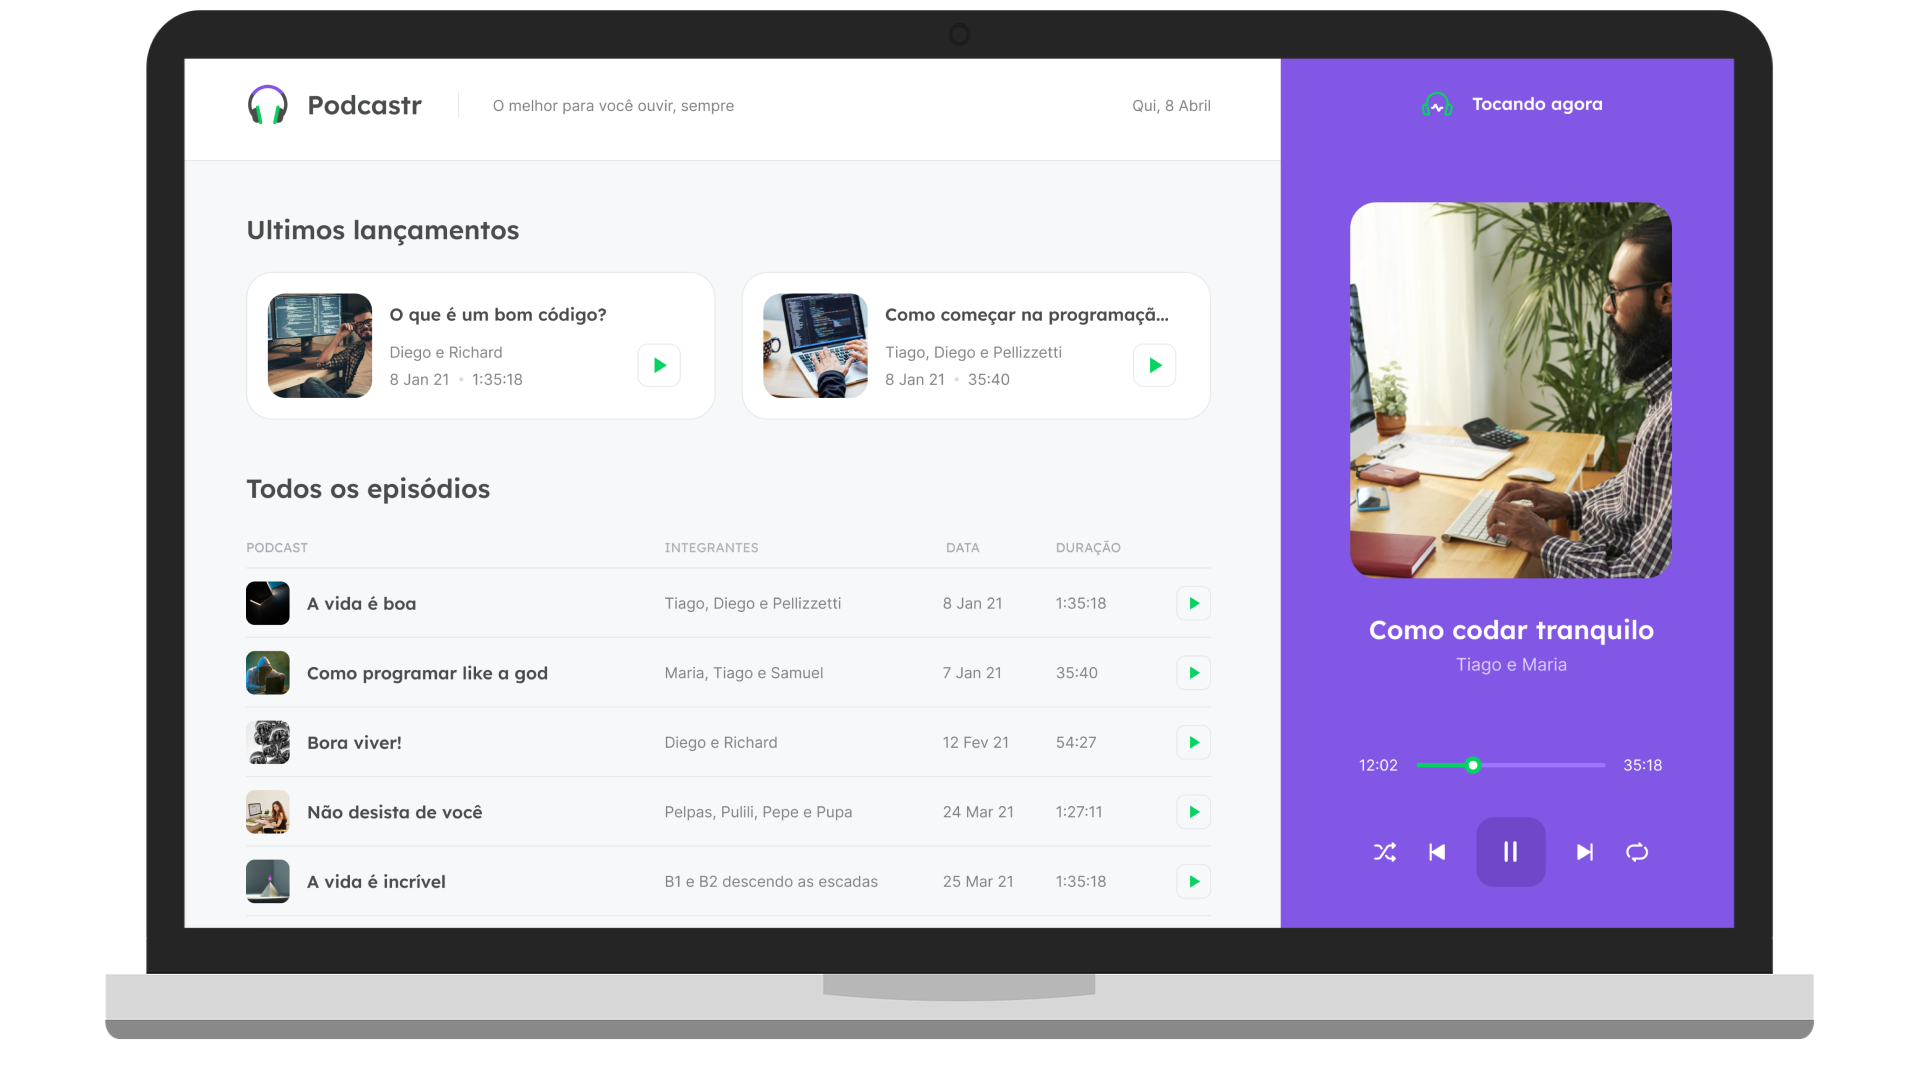 Podcastr
O melhor para você ouvir, sempre
Qui, 8 Abril
Tocando agora
Ultimos lançamentos
O que é um bom código?
Diego e Richard
8 Jan 21 • 1:35:18
Como começar na programaçã...
Tiago, Diego e Pellizzetti
8 Jan 21 • 35:40
Todos os episódios
PODCAST INTEGRANTES DATA DURAÇÃO
A vida é boa Tiago, Diego e Pellizzetti 8 Jan 21 1:35:18
Como programar like a god Maria, Tiago e Samuel 7 Jan 21 35:40
Bora viver! Diego e Richard 12 Fev 21 54:27
Não desista de você Pelpas, Pulili, Pepe e Pupa 24 Mar 21 1:27:11
A vida é incrível B1 e B2 descendo as escadas 25 Mar 21 1:35:18
Como codar tranquilo
Tiago e Maria
12:02 35:18